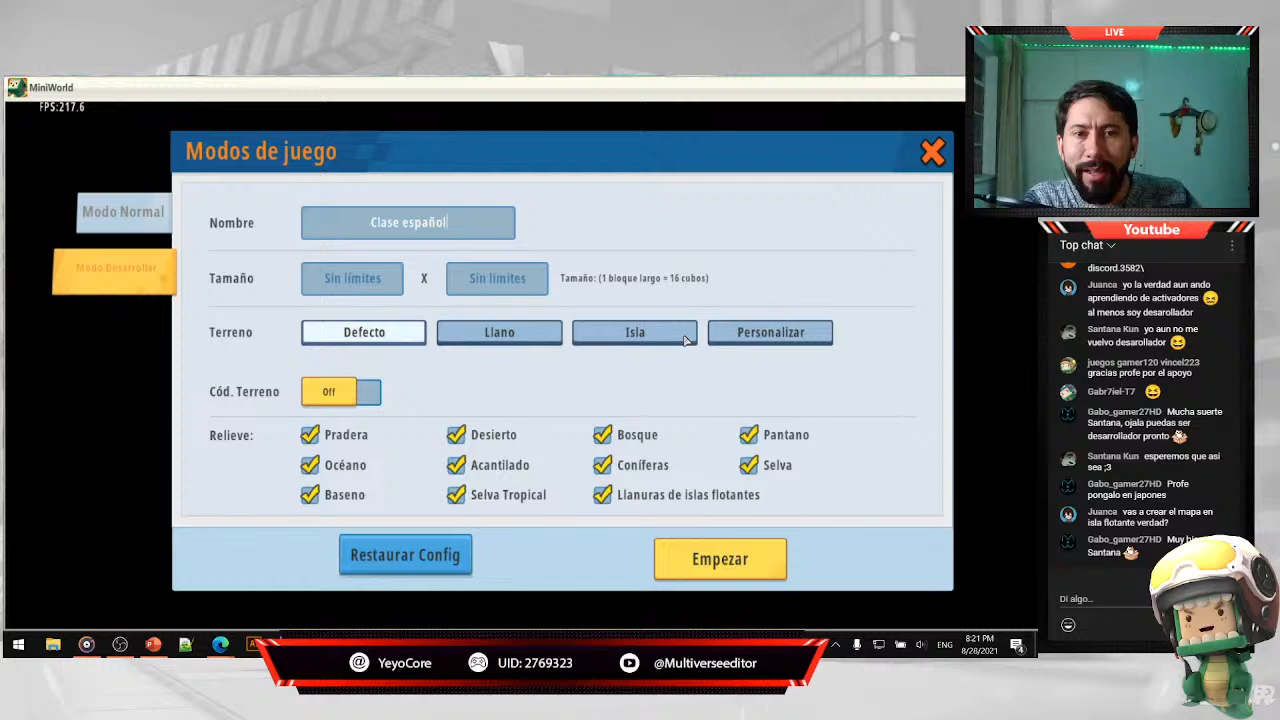 LIVE
MiniWorld
FPS:217.6
Modos de juego
Modo Normal
Modo Desarrollar
Nombre
Clase español
Tamaño
Sin límites
X
Sin límites
Tamaño: (1 bloque largo = 16 cubos)
Terreno
Defecto
Llano
Isla
Personalizar
Cód. Terreno
Off
Relieve:
Pradera
Desierto
Bosque
Pantano
Océano
Acantilado
Coníferas
Selva
Baseno
Selva Tropical
Llanuras de islas flotantes
Restaurar Config
Empezar
Youtube
Top chat
discord.3582\
Juanca yo la verdad aun ando
aprendiendo de activadores
al menos soy desarollador
Santana Kun yo aun no me
vuelvo desarollador
juegos gamer120 vincel223
gracias profe por el apoyo
Gabr7iel-T7
Gabo_gamer27HD Mucha suerte
Santana, ojala puedas ser
desarrollador pronto
Santana Kun esperemos que asi
sea ;3
Gabo_gamer27HD Profe
pongalo en japones
Juanca vas a crear el mapa en
isla flotante verdad?
Gabo_gamer27HD Muy
Santana
Di algo...
ENG
8:21 PM
8/28/2021
4
YeyoCore
UID: 2769323
@Multiverseeditor